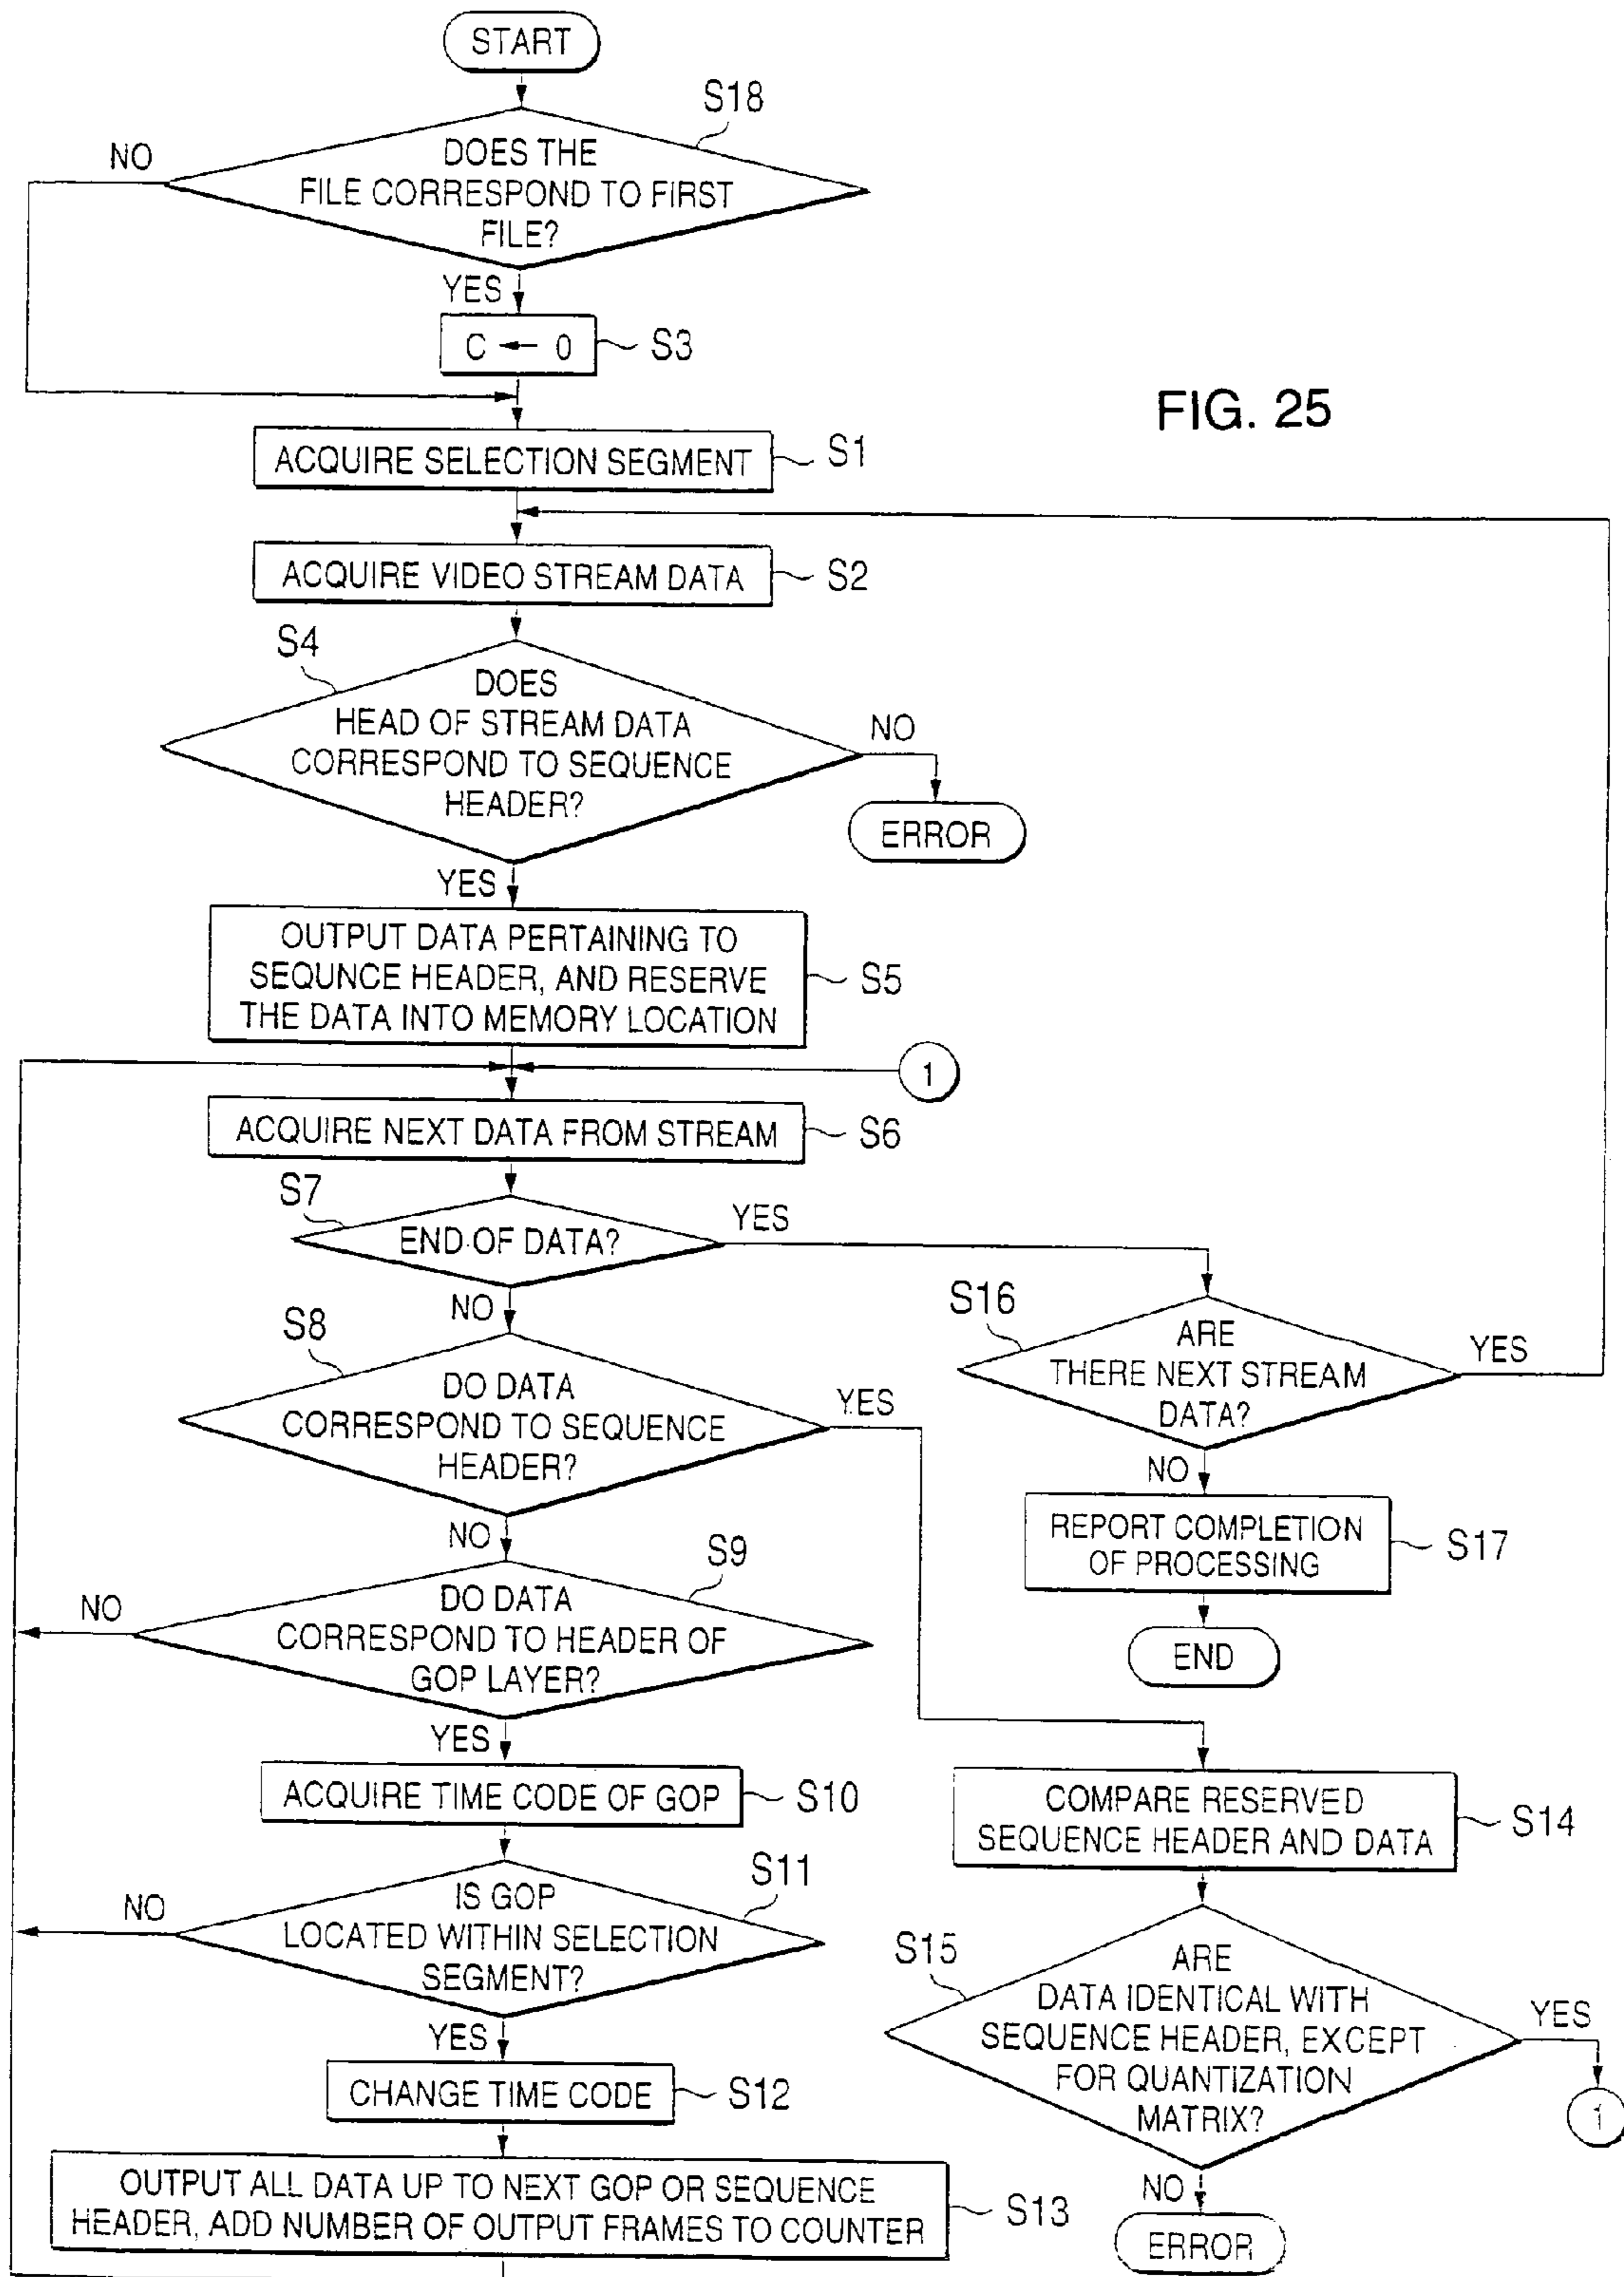 START
S18
NO
DOES THE
FILE CORRESPOND TO FIRST
FILE?
YES
C ← 0
S3
FIG. 25
ACQUIRE SELECTION SEGMENT
S1
ACQUIRE VIDEO STREAM DATA
S2
S4
DOES
HEAD OF STREAM DATA
CORRESPOND TO SEQUENCE
HEADER?
NO
ERROR
YES
OUTPUT DATA PERTAINING TO
SEQUNCE HEADER, AND RESERVE
THE DATA INTO MEMORY LOCATION
S5
1
ACQUIRE NEXT DATA FROM STREAM
S6
S7
END OF DATA?
YES
NO
S16
ARE
THERE NEXT STREAM
DATA?
YES
NO
REPORT COMPLETION
OF PROCESSING
S17
END
S8
DO DATA
CORRESPOND TO SEQUENCE
HEADER?
YES
NO
S9
DO DATA
CORRESPOND TO HEADER OF
GOP LAYER?
NO
YES
ACQUIRE TIME CODE OF GOP
S10
S11
IS GOP
LOCATED WITHIN SELECTION
SEGMENT?
NO
YES
CHANGE TIME CODE
S12
OUTPUT ALL DATA UP TO NEXT GOP OR SEQUENCE
HEADER, ADD NUMBER OF OUTPUT FRAMES TO COUNTER
S13
COMPARE RESERVED
SEQUENCE HEADER AND DATA
S14
S15
ARE
DATA IDENTICAL WITH
SEQUENCE HEADER, EXCEPT
FOR QUANTIZATION
MATRIX?
YES
1
NO
ERROR